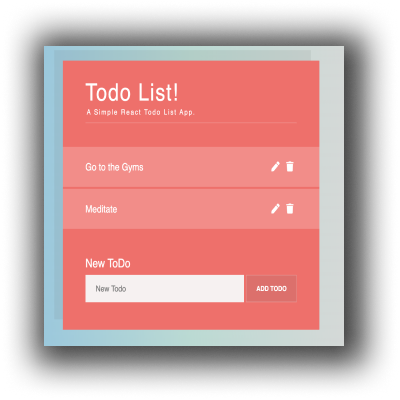 Todo List!
A Simple React Todo List App.
Go to the Gyms
Meditate
New ToDo
New Todo
ADD TODO